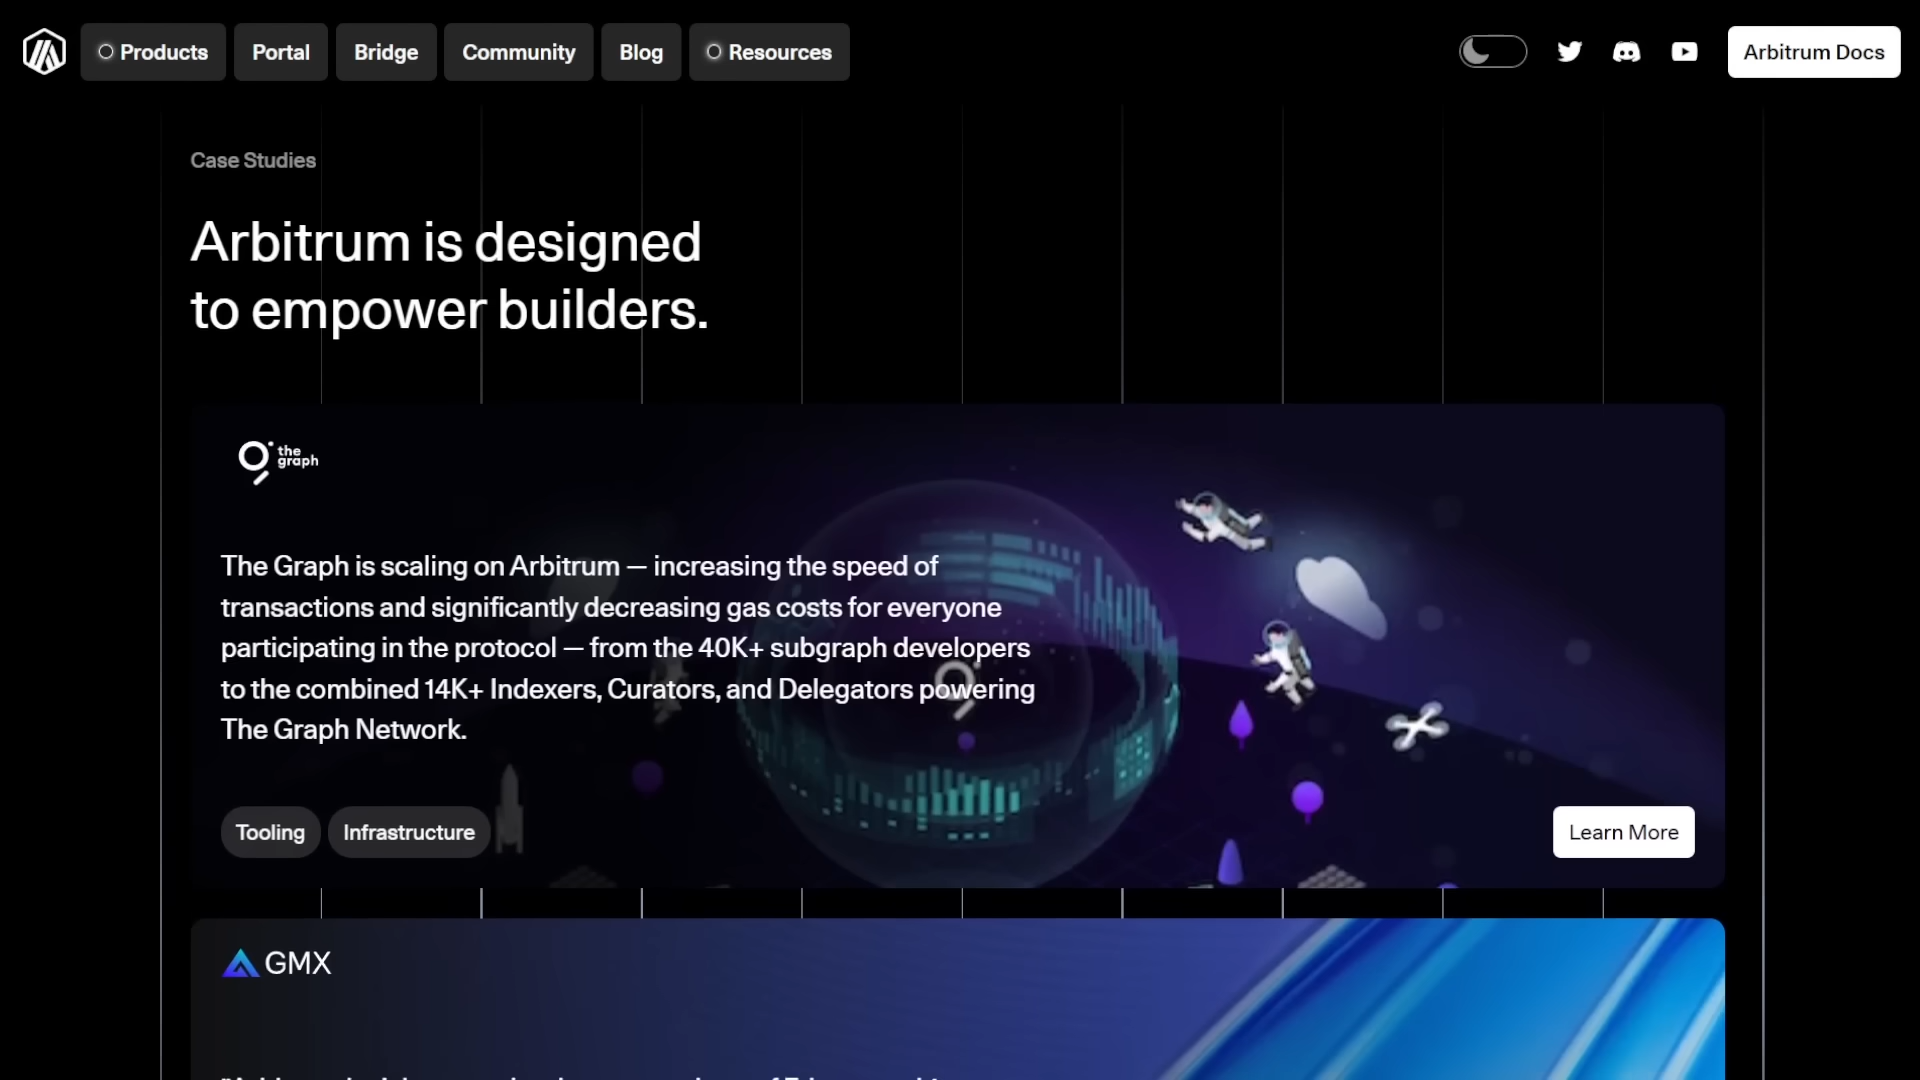 Products
Portal
Bridge
Community
Blog
Resources
Arbitrum Docs
Case Studies
Arbitrum is designed
to empower builders.
the
graph
The Graph is scaling on Arbitrum — increasing the speed of
transactions and significantly decreasing gas costs for everyone
participating in the protocol — from the 40K+ subgraph developers
to the combined 14K+ Indexers, Curators, and Delegators powering
The Graph Network.
Tooling
Infrastructure
Learn More
GMX